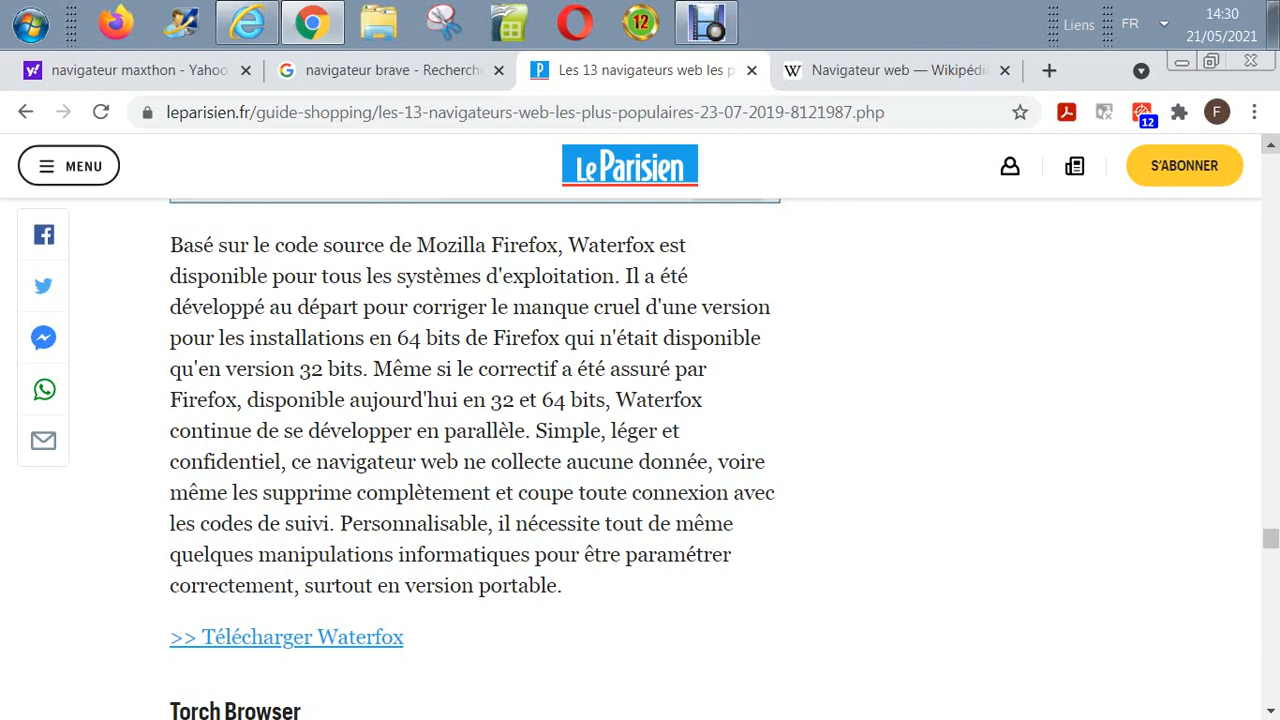 12
Liens
FR
14:30
21/05/2021
navigateur maxthon - Yahoo
navigateur brave - Recherche
Les 13 navigateurs web les p
Navigateur web — Wikipédi
leparisien.fr/guide-shopping/les-13-navigateurs-web-les-plus-populaires-23-07-2019-8121987.php
12
F
MENU
Le Parisien
S'ABONNER
Basé sur le code source de Mozilla Firefox, Waterfox est
disponible pour tous les systèmes d'exploitation. Il a été
développé au départ pour corriger le manque cruel d'une version
pour les installations en 64 bits de Firefox qui n'était disponible
qu'en version 32 bits. Même si le correctif a été assuré par
Firefox, disponible aujourd'hui en 32 et 64 bits, Waterfox
continue de se développer en parallèle. Simple, léger et
confidentiel, ce navigateur web ne collecte aucune donnée, voire
même les supprime complètement et coupe toute connexion avec
les codes de suivi. Personnalisable, il nécessite tout de même
quelques manipulations informatiques pour être paramétrer
correctement, surtout en version portable.
>> Télécharger Waterfox
Torch Browser